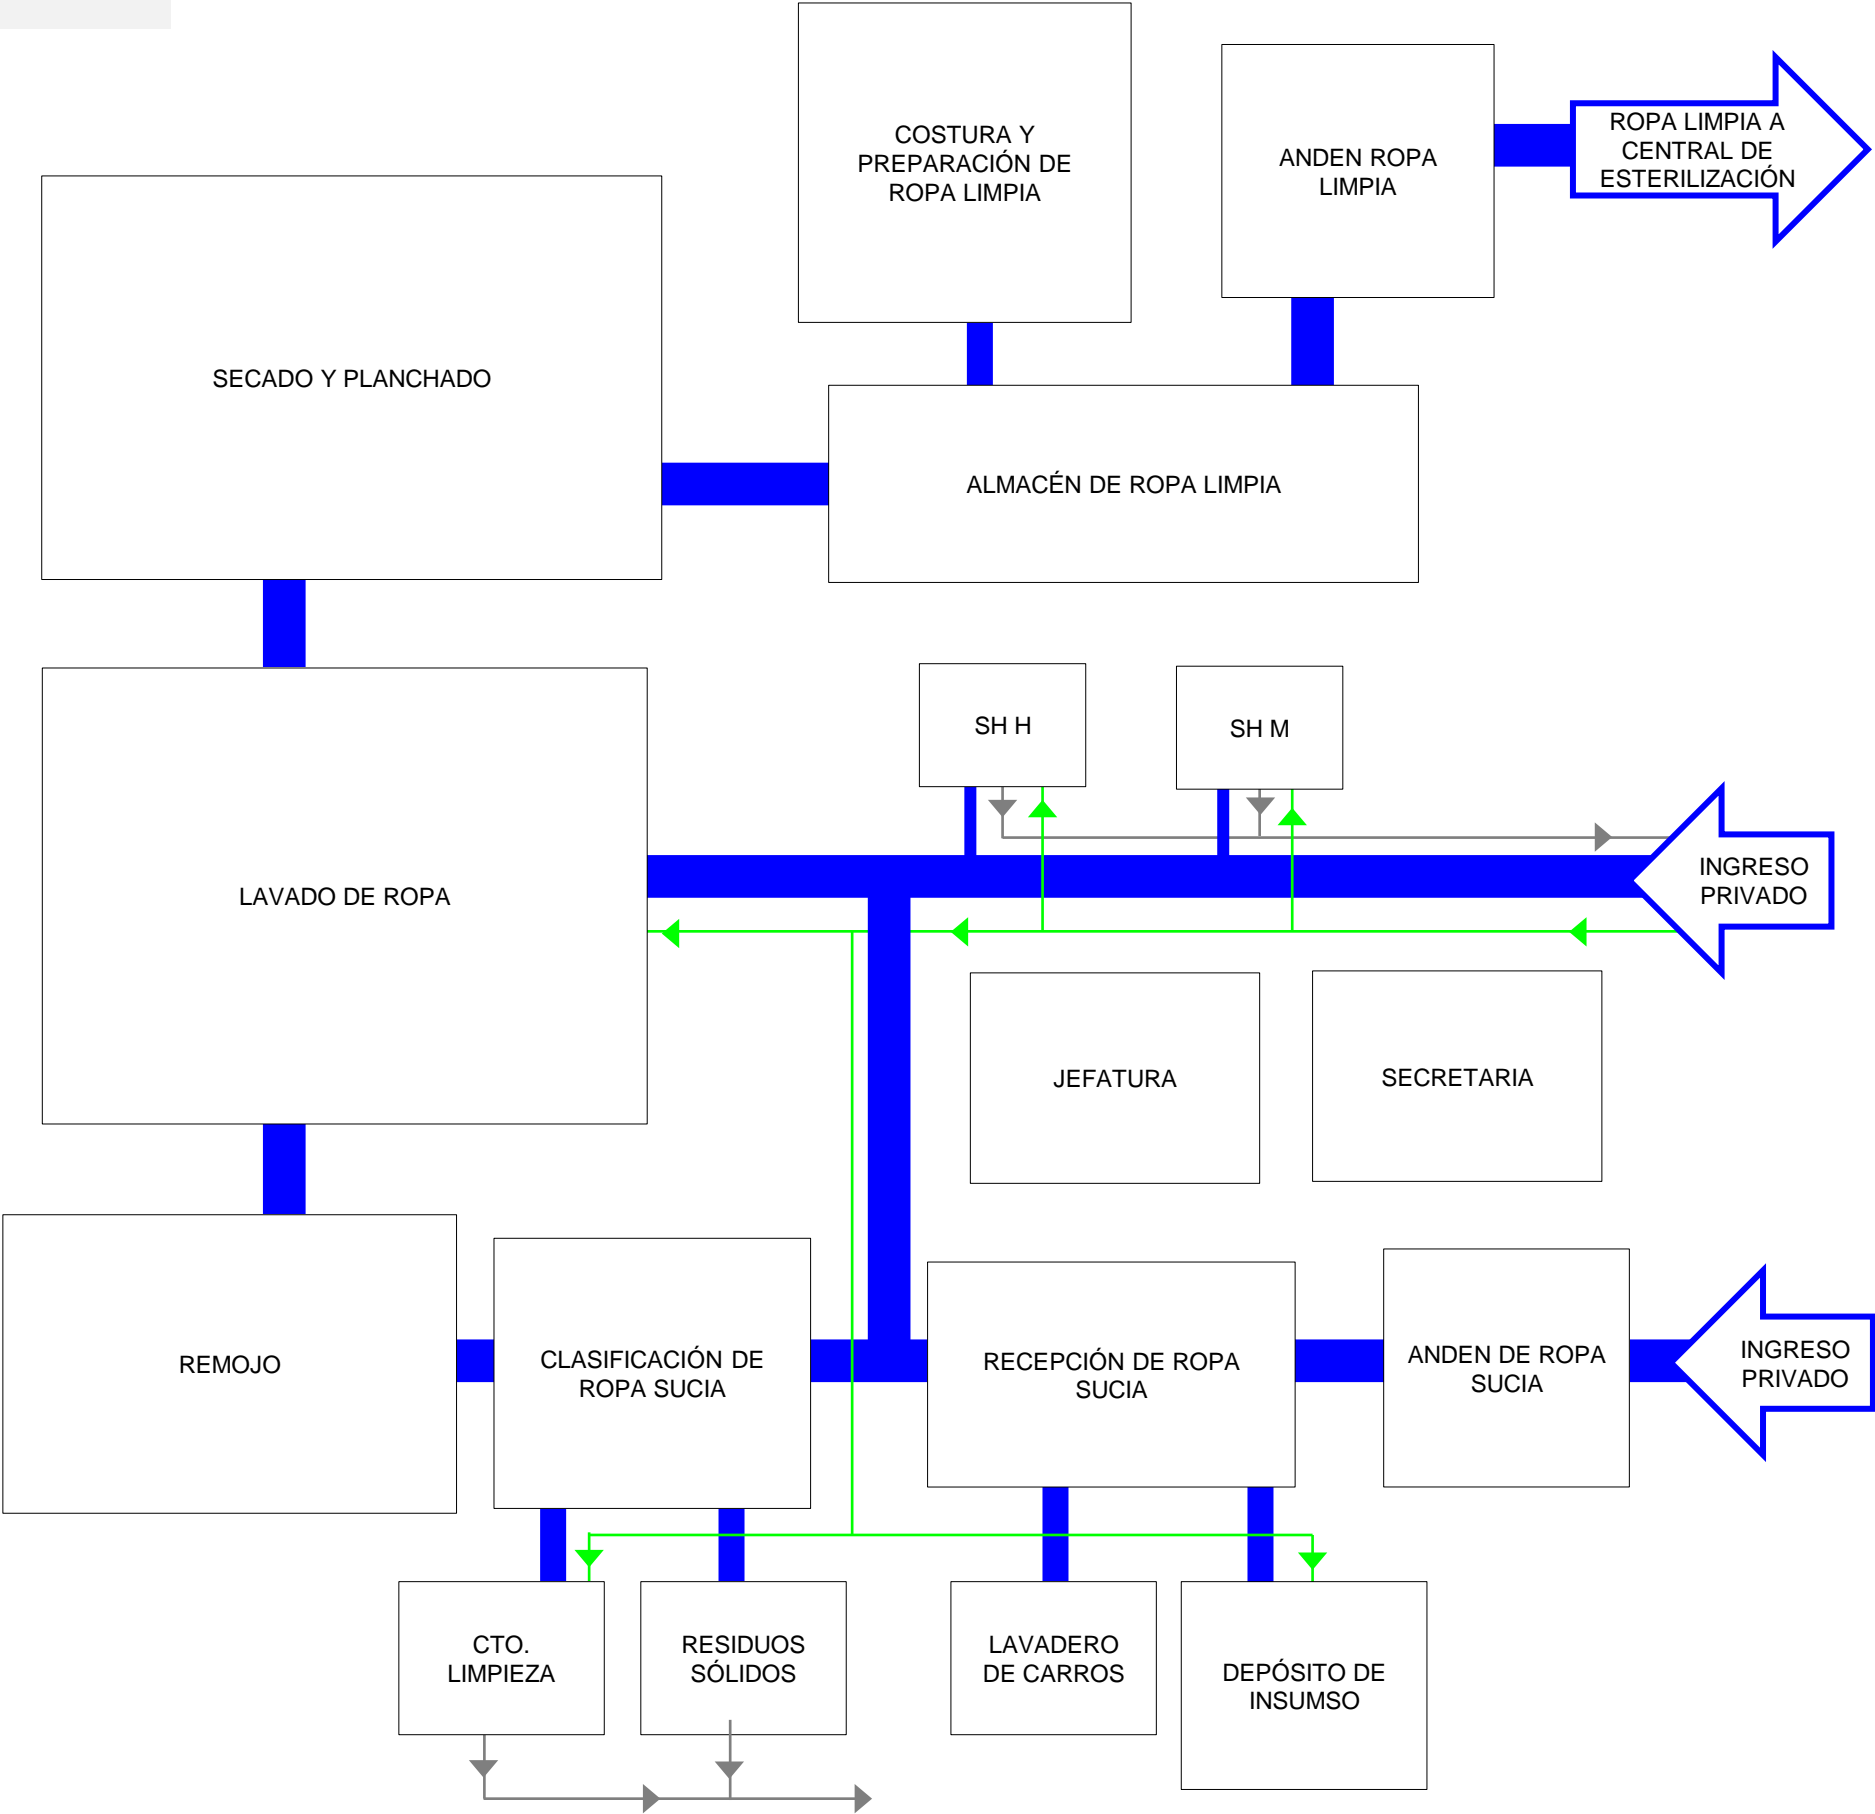 COSTURA Y
PREPARACIÓN DE
ROPA LIMPIA
ANDEN ROPA
LIMPIA
ROPA LIMPIA A
CENTRAL DE
ESTERILIZACIÓN
SECADO Y PLANCHADO
ALMACÉN DE ROPA LIMPIA
SH H
SH M
LAVADO DE ROPA
INGRESO
PRIVADO
JEFATURA
SECRETARIA
REMOJO
CLASIFICACIÓN DE
ROPA SUCIA
RECEPCIÓN DE ROPA
SUCIA
ANDEN DE ROPA
SUCIA
INGRESO
PRIVADO
CTO.
LIMPIEZA
RESIDUOS
SÓLIDOS
LAVADERO
DE CARROS
DEPÓSITO DE
INSUMSO